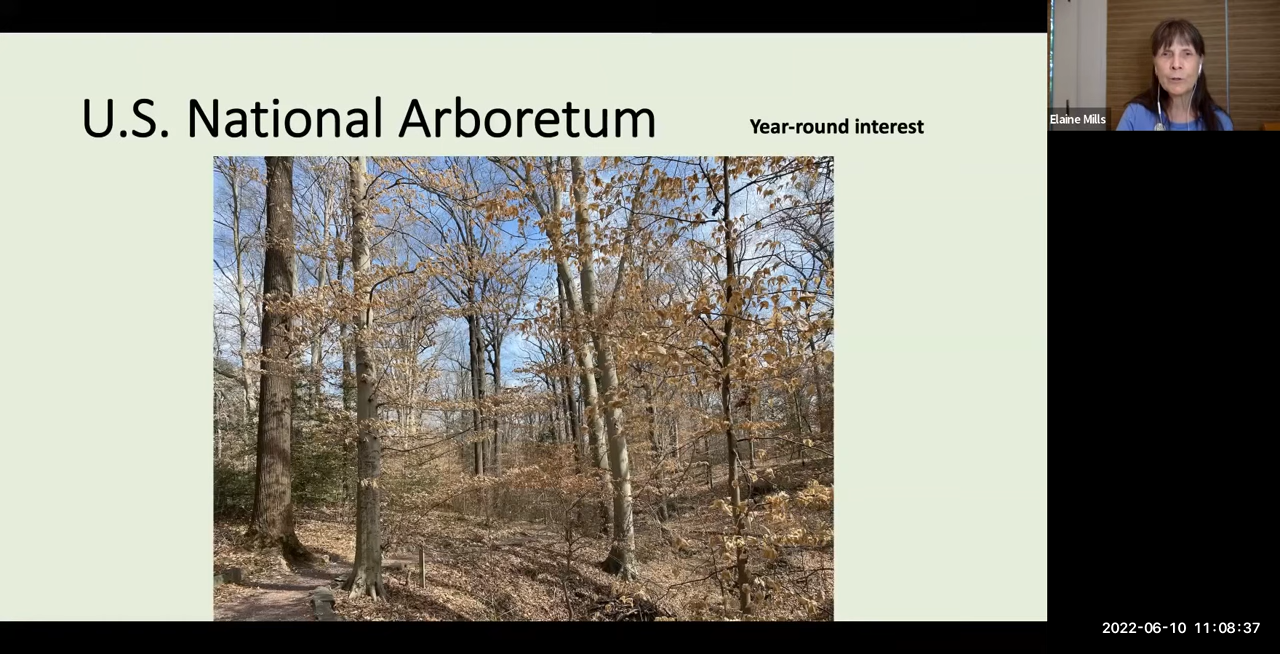 U.S. National Arboretum
Year-round interest
Elaine Mills
2022-06-10 11:08:37